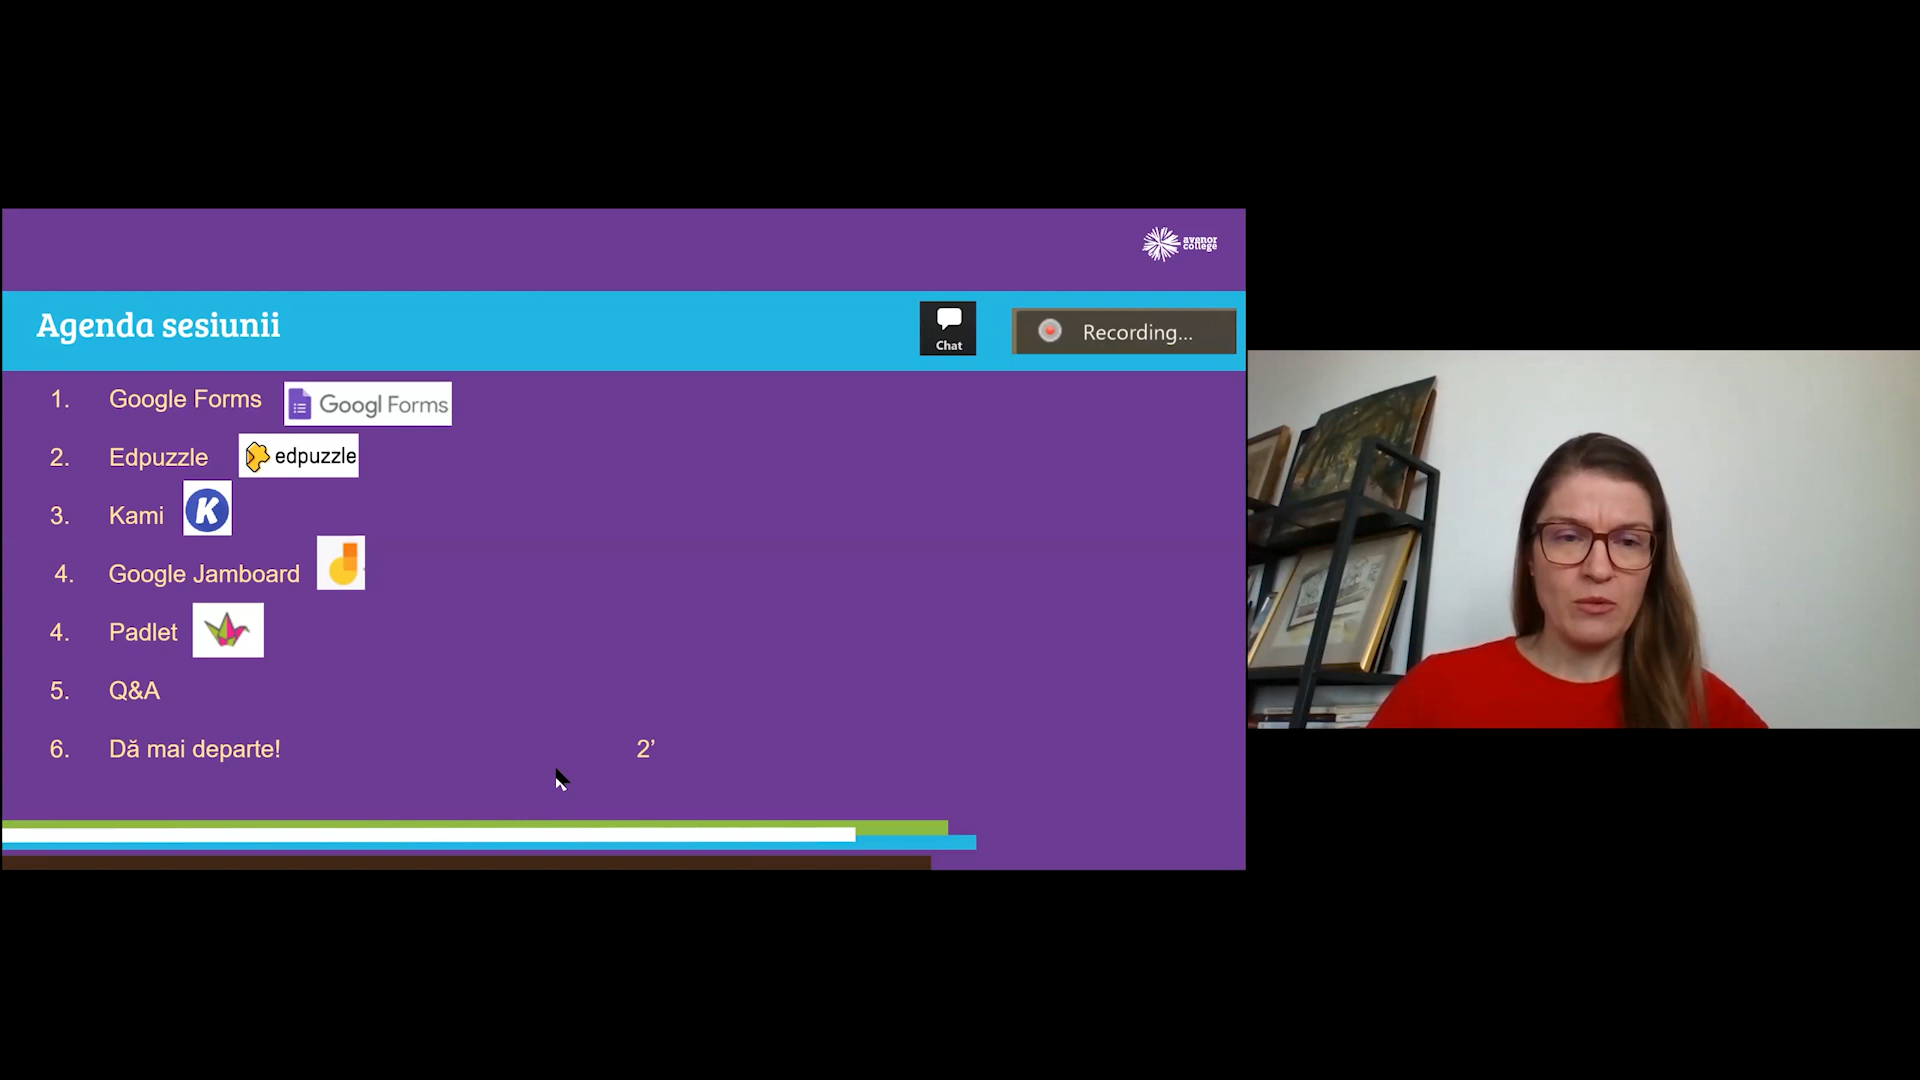 avenor
college
Agenda sesiunii
Chat
Recording...
1. Google Forms
Googl Forms
2. Edpuzzle
edpuzzle
3. Kami
K
4. Google Jamboard
4. Padlet
5. Q&A
6. Dă mai departe! 2’